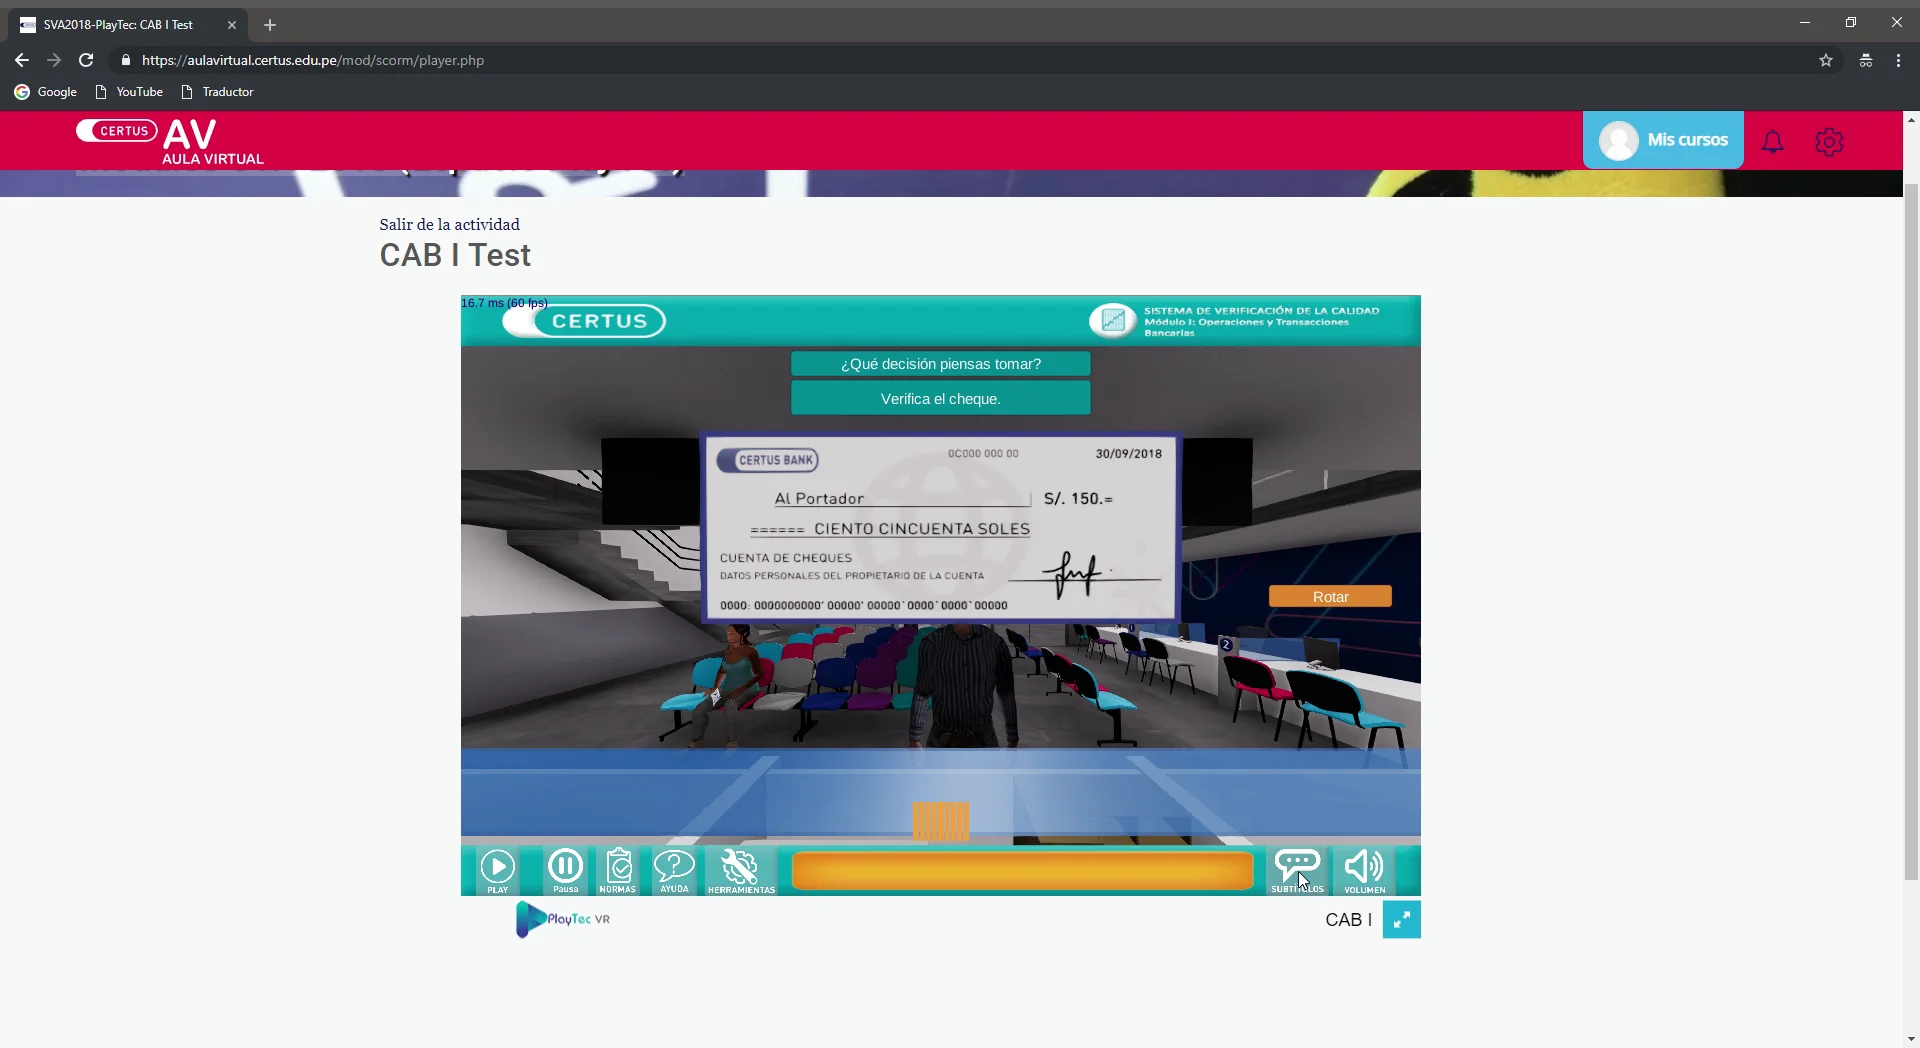 SVA2018-PlayTec: CAB I Test
https://aulavirtual.certus.edu.pe/mod/scorm/player.php
Google YouTube Traductor
CERTUS AV
AULA VIRTUAL
Mis cursos
Salir de la actividad
CAB I Test
16.7 ms (60 fps)
CERTUS
SISTEMA DE VERIFICACIÓN DE LA CALIDAD
Módulo I: Operaciones y Transacciones
Bancarias
¿Qué decisión piensas tomar?
Verifica el cheque.
CERTUS BANK
0C000 000 00
30/09/2018
Al Portador
S/. 150.=
====== CIENTO CINCUENTA SOLES
CUENTA DE CHEQUES
DATOS PERSONALES DEL PROPIETARIO DE LA CUENTA
0000: 0000000000' 00000' 00000' 0000' 0000' 00000
Rotar
2
PLAY
Pausa
NORMAS
AYUDA
HERRAMIENTAS
SUBTITULOS
VOLUMEN
PlayTec VR
CAB I